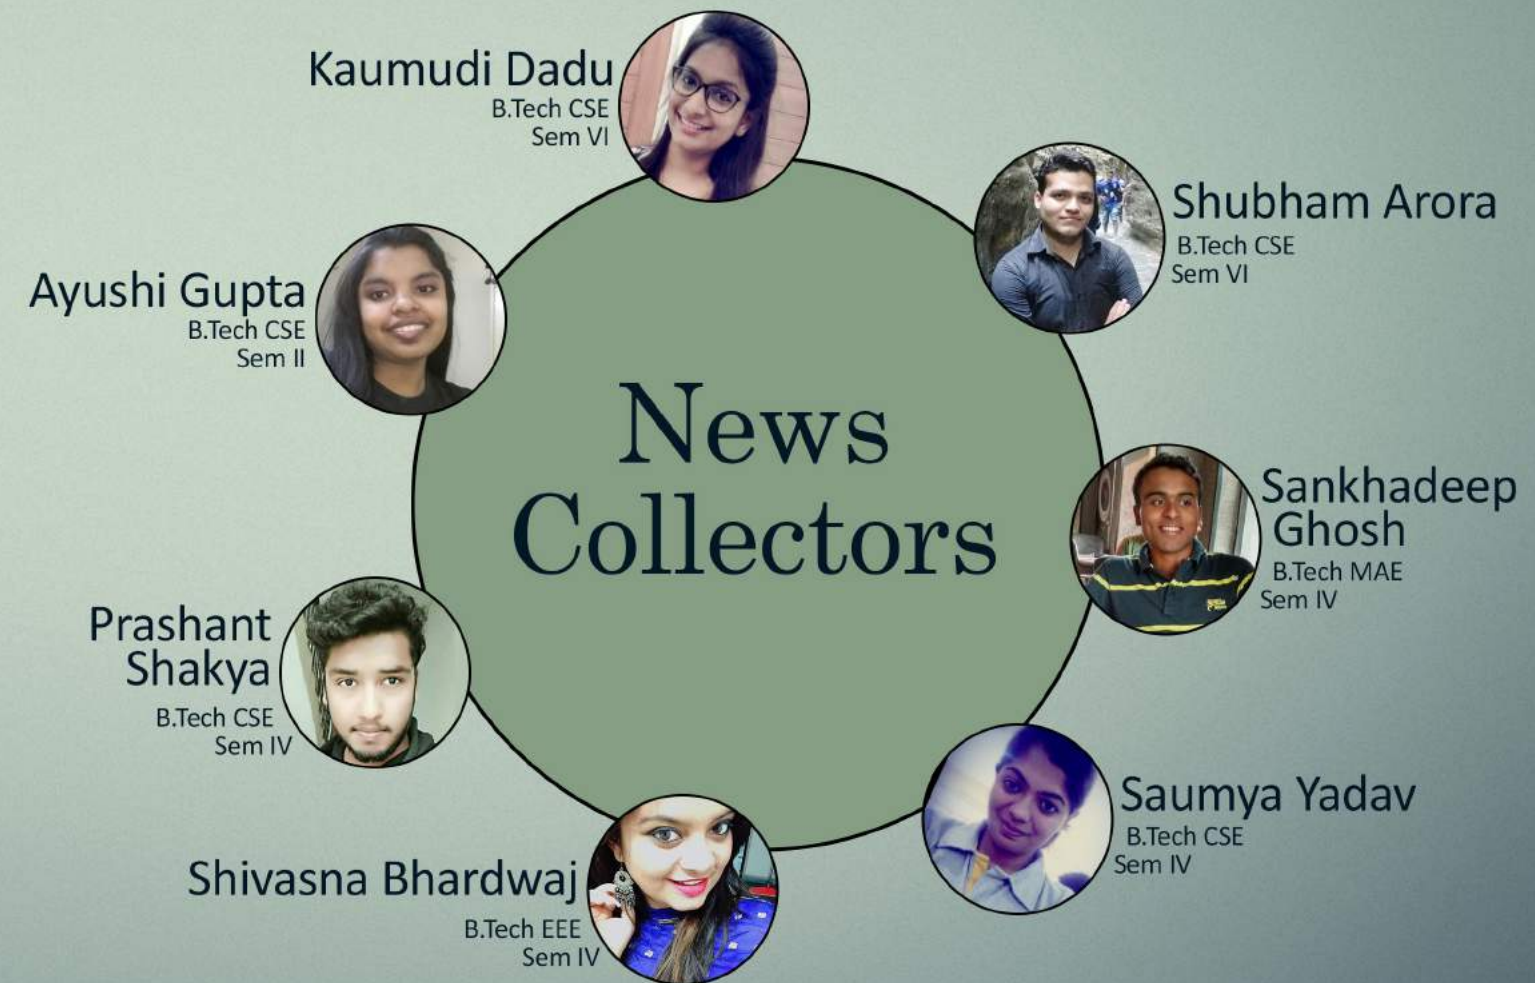 Kaumudi Dadu
B.Tech CSE
Sem VI
Shubham Arora
B.Tech CSE
Sem VI
Ayushi Gupta
B.Tech CSE
Sem II
News
Collectors
Sankhadeep
Ghosh
B.Tech MAE
Sem IV
Prashant
Shakya
B.Tech CSE
Sem IV
Saumya Yadav
B.Tech CSE
Sem IV
Shivasna Bhardwaj
B.Tech EEE
Sem IV